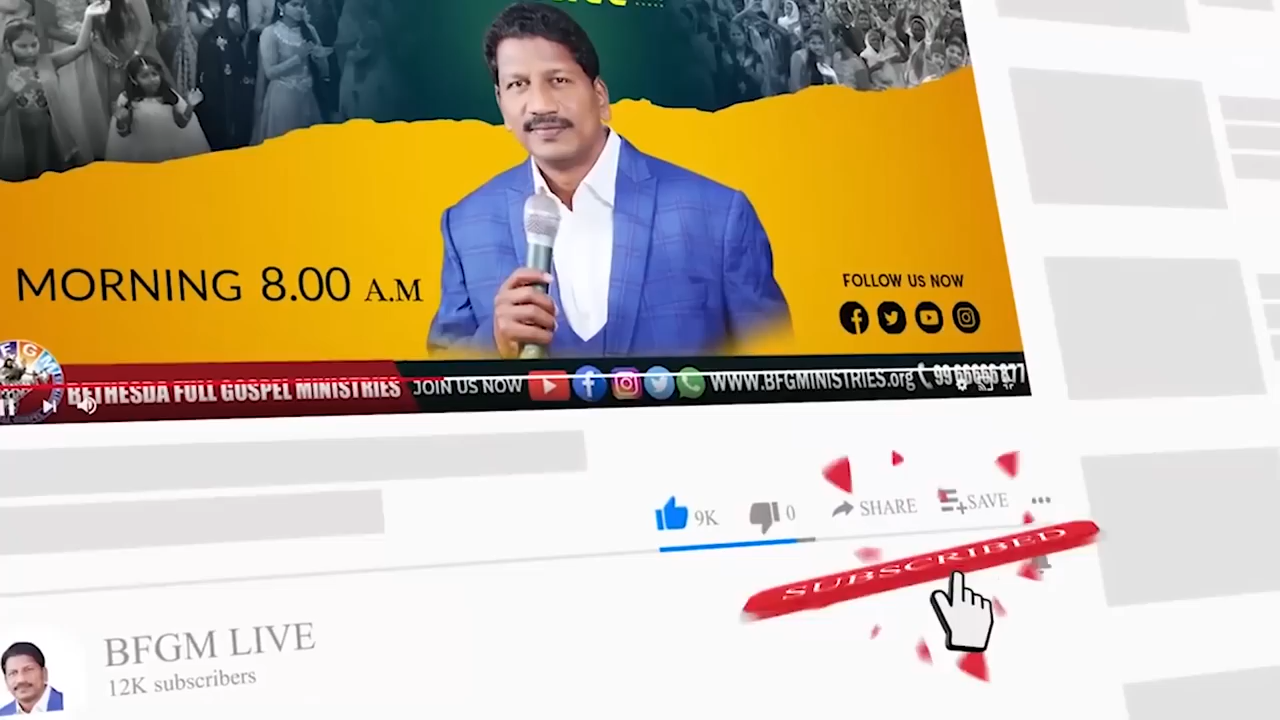 MORNING 8.00 A.M
FOLLOW US NOW
BETHESDA FULL GOSPEL MINISTRIES JOIN US NOW WWW.BFGMINISTRIES.org
9K 0 SHARE SAVE
SUBSCRIBED
BFGM LIVE
12K subscribers